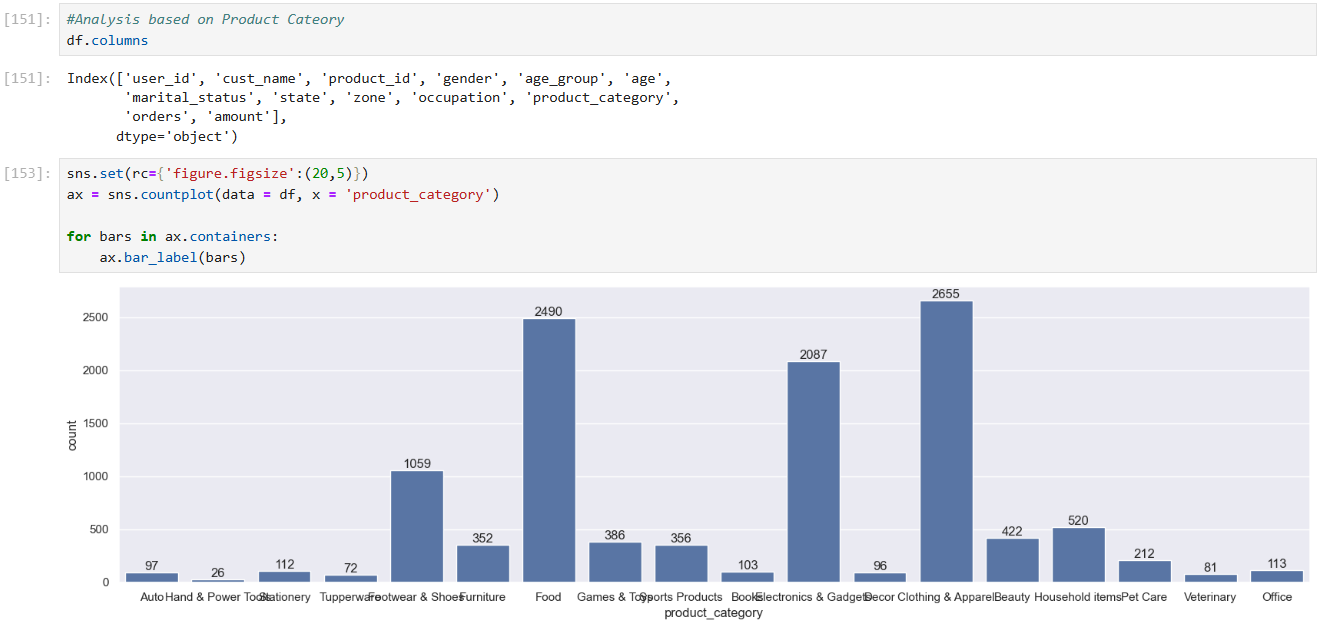 [151]: #Analysis based on Product Cateory
df.columns
[151]: Index(['user_id', 'cust_name', 'product_id', 'gender', 'age_group', 'age',
'marital_status', 'state', 'zone', 'occupation', 'product_category',
'orders', 'amount'],
dtype='object')
[153]: sns.set(rc={'figure.figsize':(20,5)})
ax = sns.countplot(data = df, x = 'product_category')
for bars in ax.containers:
ax.bar_label(bars)
2655
2500
2490
2087
2000
1500
count
1059
1000
500
520
422
386
356
352
212
97
26
112
72
103
96
81
113
0
Auto Hand & Power Tools Stationery Tupperware Footwear & Shoes Furniture Food Games & Toys Sports Products Books Electronics & Gadgets Decor Clothing & Apparel Beauty Household items Pet Care Veterinary Office
product_category